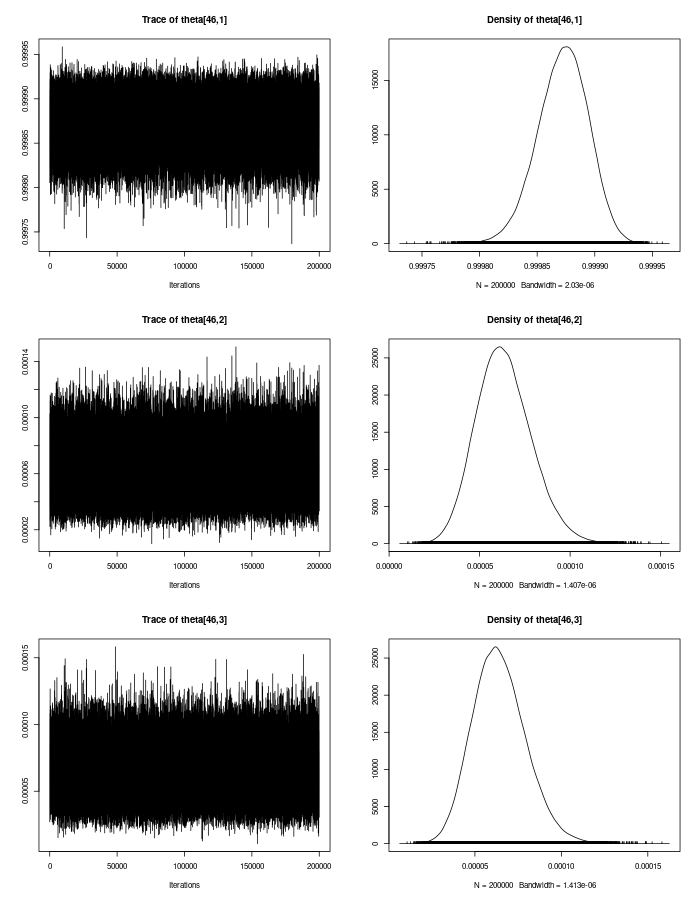 Trace of theta[46,1]
0.99975 0.99980 0.99985 0.99990 0.99995
0 50000 100000 150000 200000
Iterations
Density of theta[46,1]
0 5000 10000 15000
0.99975 0.99980 0.99985 0.99990 0.99995
N = 200000 Bandwidth = 2.03e-06
Trace of theta[46,2]
0.00002 0.00006 0.00010 0.00014
0 50000 100000 150000 200000
Iterations
Density of theta[46,2]
0 5000 10000 15000 20000 25000
0.00000 0.00005 0.00010 0.00015
N = 200000 Bandwidth = 1.407e-06
Trace of theta[46,3]
0.00005 0.00010 0.00015
0 50000 100000 150000 200000
Iterations
Density of theta[46,3]
0 5000 10000 15000 20000 25000
0.00005 0.00010 0.00015
N = 200000 Bandwidth = 1.413e-06